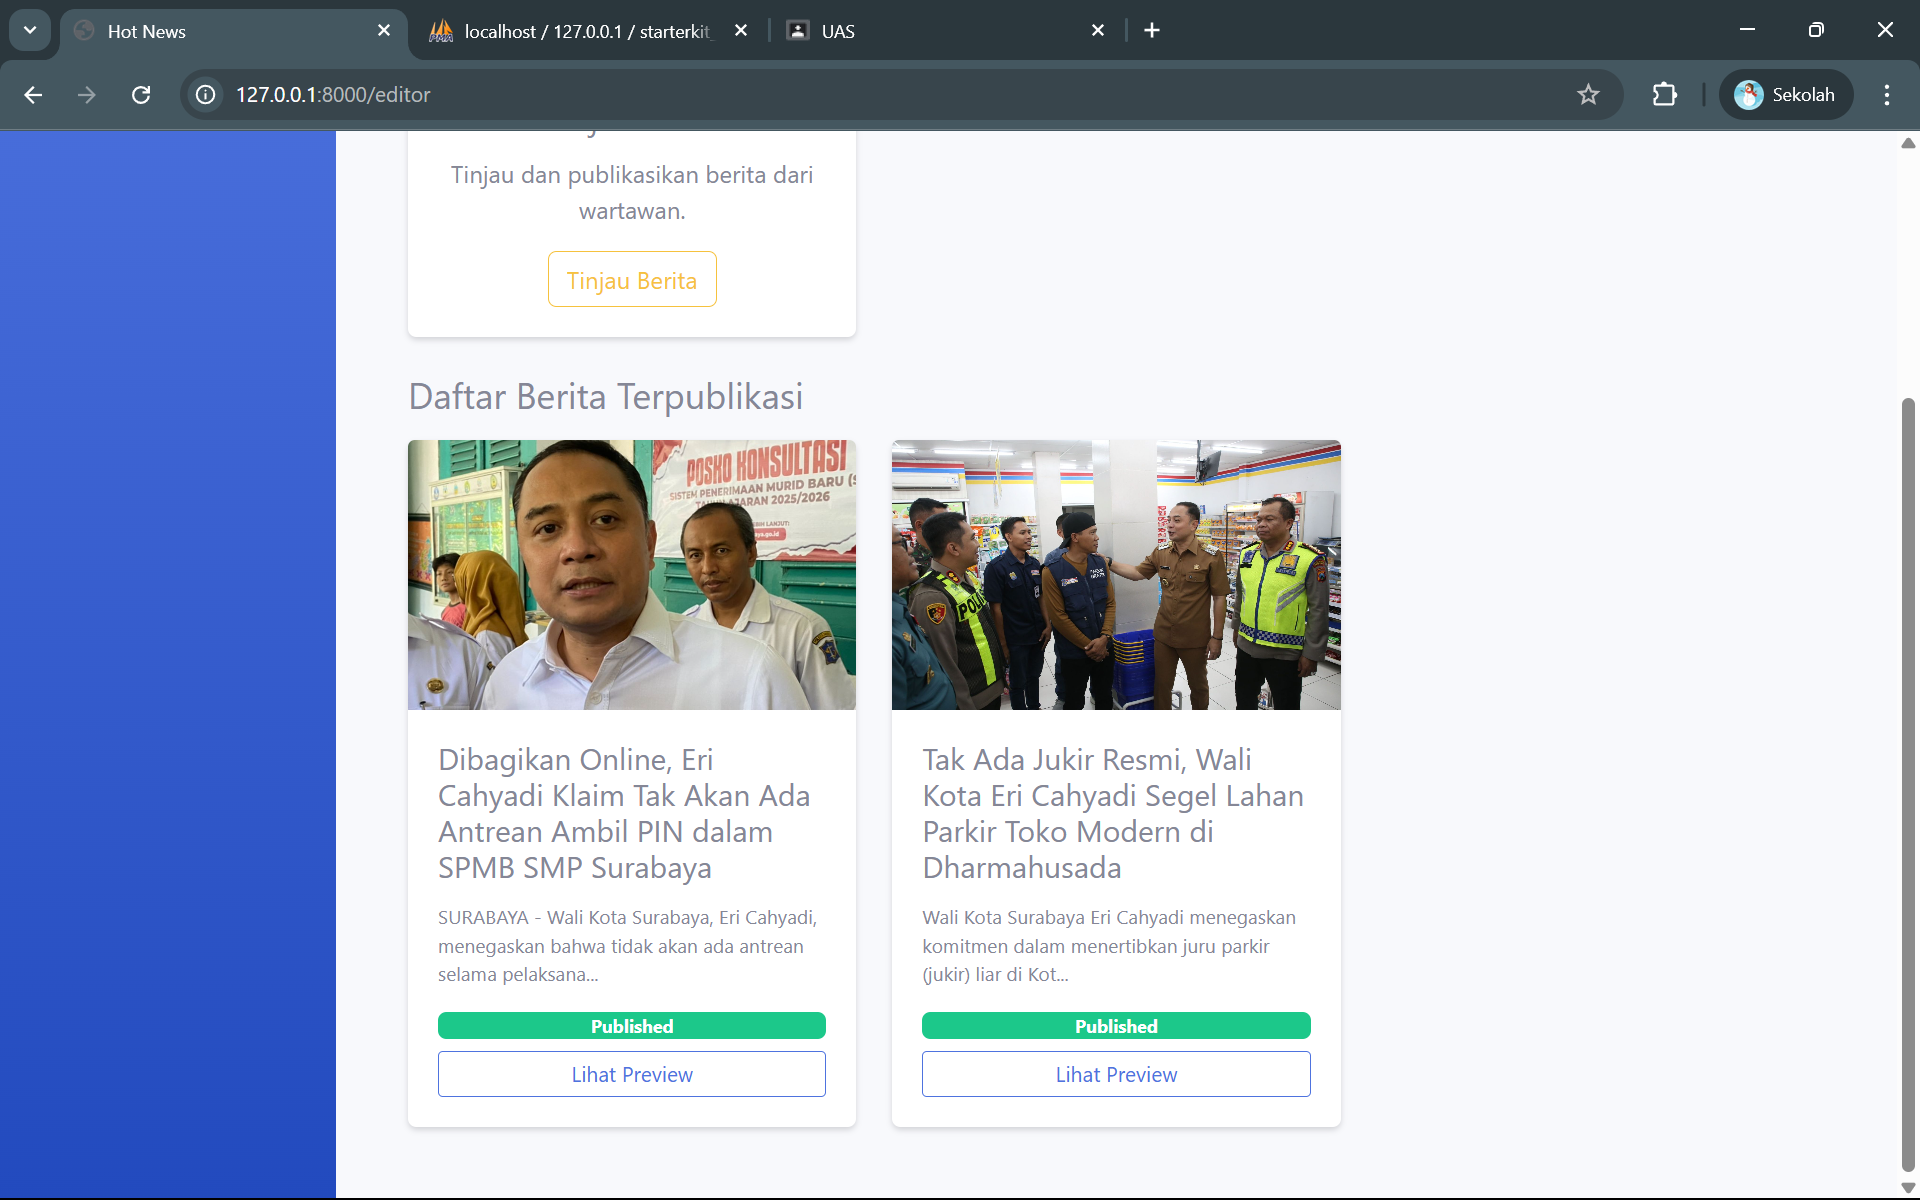 Hot News
localhost / 127.0.0.1 / starterkit_
UAS
127.0.0.1:8000/editor
Sekolah
Tinjau dan publikasikan berita dari
wartawan.
Tinjau Berita
Daftar Berita Terpublikasi
POSKO KONSULTASI
SISTEM PENERIMAAN MURID BARU (S
TAHUN AJARAN 2025/2026
Dibagikan Online, Eri
Cahyadi Klaim Tak Akan Ada
Antrean Ambil PIN dalam
SPMB SMP Surabaya
SURABAYA - Wali Kota Surabaya, Eri Cahyadi,
menegaskan bahwa tidak akan ada antrean
selama pelaksana...
Published
Lihat Preview
POLI
Tak Ada Jukir Resmi, Wali
Kota Eri Cahyadi Segel Lahan
Parkir Toko Modern di
Dharmahusada
Wali Kota Surabaya Eri Cahyadi menegaskan
komitmen dalam menertibkan juru parkir
(jukir) liar di Kot...
Published
Lihat Preview